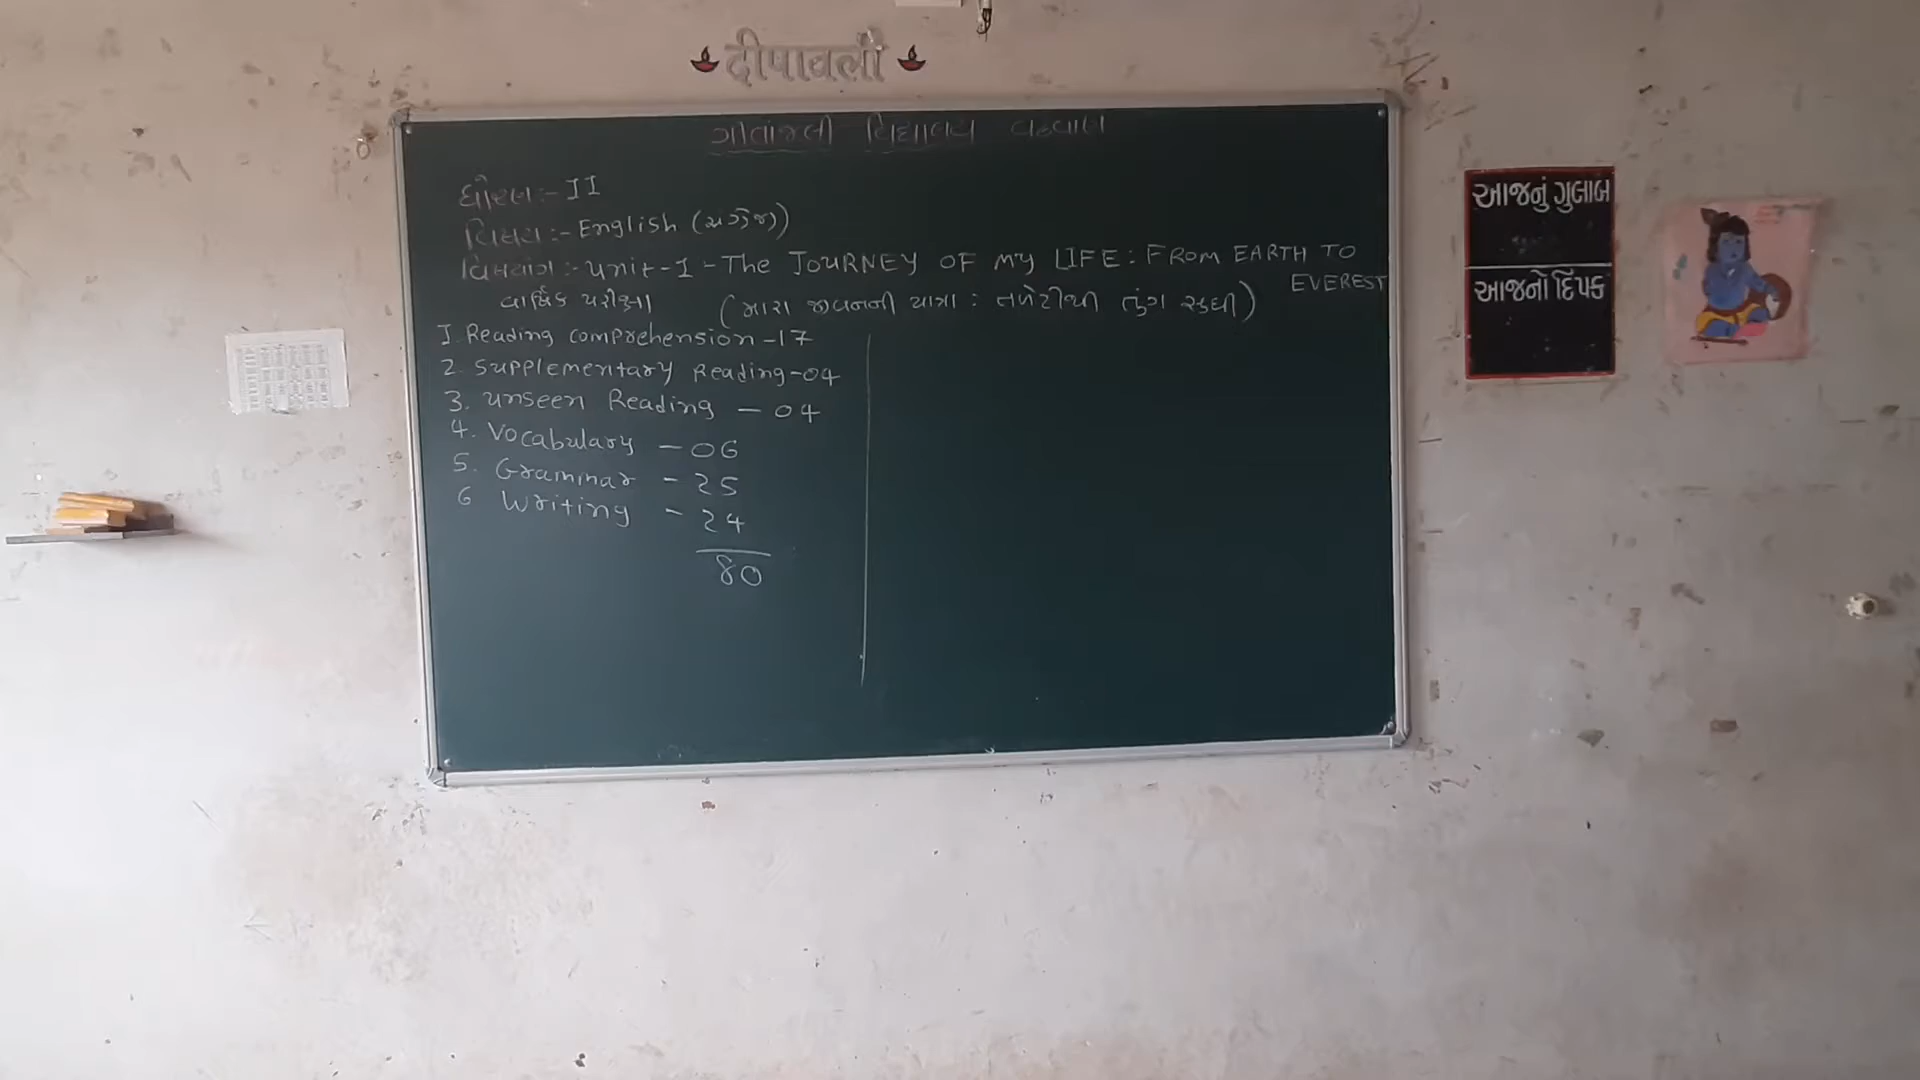 दीपावली
ગીતાંજલી વિદ્યાલય વઢવાણ
ધોરણ:- II
વિષય:- English (અંગ્રેજી)
વિષયાંગ:- Unit-I - The JOURNEY OF MY LIFE: FROM EARTH TO
EVEREST
વાર્ષિક પરીક્ષા (મારા જીવનની યાત્રા: તળેટીથી તુંગ સુધી)
1. Reading comprehension -17
2. Supplementary Reading-04
3. Unseen Reading - 04
4. Vocabulary - 06
5. Grammar - 25
6 Writing - 24
80
આજનું ગુલાબ
આજનો દિપક